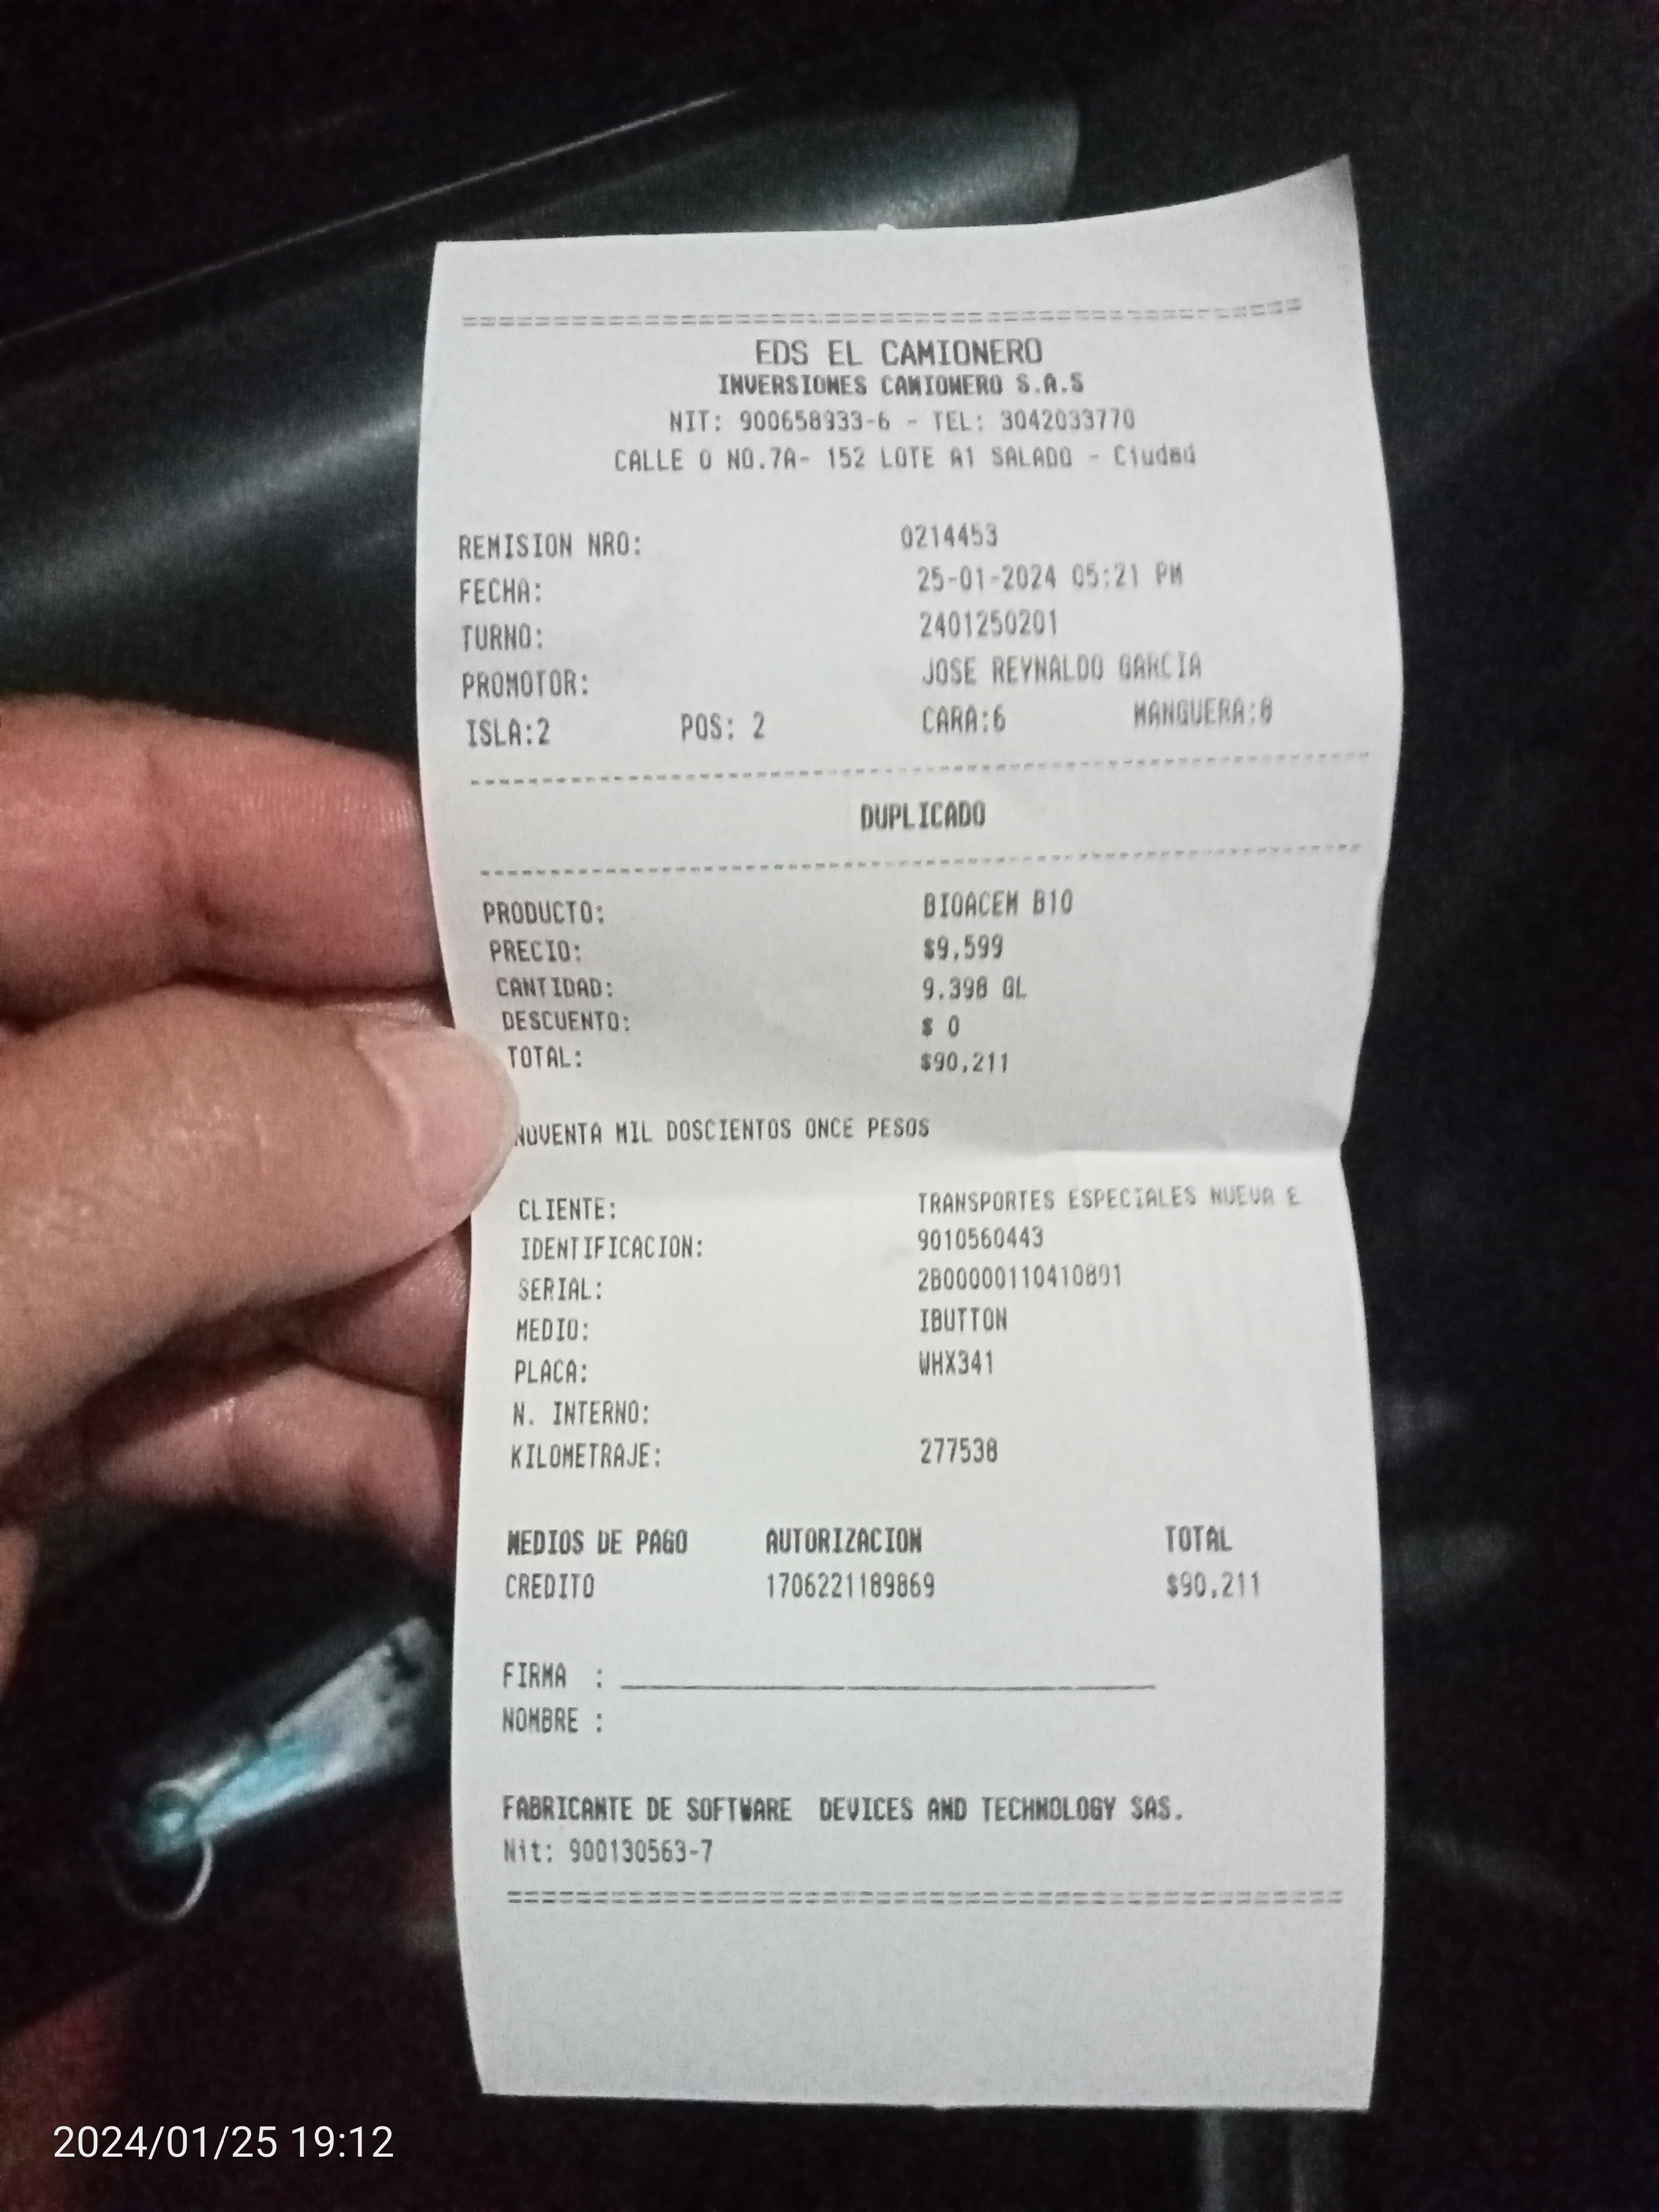 ================================================
EDS EL CAMIONERO
INVERSIONES CAMIONERO S.A.S
NIT: 900658933-6 - TEL: 3042033770
CALLE 0 NO.7A- 152 LOTE A1 SALADO - Ciudad
REMISION NRO: 0214453
FECHA: 25-01-2024 05:21 PM
TURNO: 2401250201
PROMOTOR: JOSE REYNALDO GARCIA
ISLA:2 POS: 2 CARA:6 MANGUERA:8
------------------------------------------------
DUPLICADO
------------------------------------------------
PRODUCTO: BIOACEM B10
PRECIO: $9,599
CANTIDAD: 9.398 GL
DESCUENTO: $ 0
TOTAL: $90,211
NOVENTA MIL DOSCIENTOS ONCE PESOS
CLIENTE: TRANSPORTES ESPECIALES NUEVA E
IDENTIFICACION: 9010560443
SERIAL: 2B00000110410801
MEDIO: IBUTTON
PLACA: WHX341
N. INTERNO:
KILOMETRAJE: 277538
MEDIOS DE PAGO AUTORIZACION TOTAL
CREDITO 1706221189869 $90,211
FIRMA : ______________________________
NOMBRE :
FABRICANTE DE SOFTWARE DEVICES AND TECHNOLOGY SAS.
Nit: 900130563-7
================================================
2024/01/25 19:12